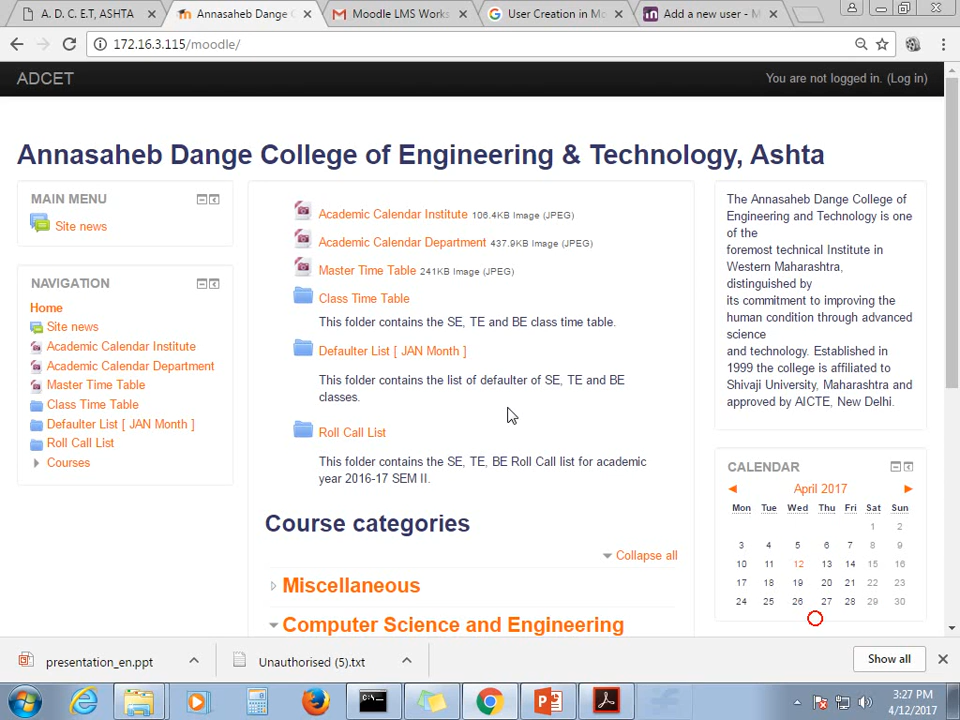 A. D. C. E.T, ASHTA
Annasaheb Dange C
Moodle LMS Works
User Creation in Mo
Add a new user - M
172.16.3.115/moodle/
ADCET
You are not logged in. (Log in)
Annasaheb Dange College of Engineering & Technology, Ashta
MAIN MENU
Site news
NAVIGATION
Home
Site news
Academic Calendar Institute
Academic Calendar Department
Master Time Table
Class Time Table
Defaulter List [ JAN Month ]
Roll Call List
Courses
Academic Calendar Institute 106.4KB Image (JPEG)
Academic Calendar Department 437.9KB Image (JPEG)
Master Time Table 241KB Image (JPEG)
Class Time Table
This folder contains the SE, TE and BE class time table.
Defaulter List [ JAN Month ]
This folder contains the list of defaulter of SE, TE and BE
classes.
Roll Call List
This folder contains the SE, TE, BE Roll Call list for academic
year 2016-17 SEM II.
Course categories
Collapse all
Miscellaneous
Computer Science and Engineering
The Annasaheb Dange College of
Engineering and Technology is one
of the
foremost technical Institute in
Western Maharashtra,
distinguished by
its commitment to improving the
human condition through advanced
science
and technology. Established in
1999 the college is affiliated to
Shivaji University, Maharashtra and
approved by AICTE, New Delhi.
CALENDAR
April 2017
Mon Tue Wed Thu Fri Sat Sun
1 2
3 4 5 6 7 8 9
10 11 12 13 14 15 16
17 18 19 20 21 22 23
24 25 26 27 28 29 30
presentation_en.ppt
Unauthorised (5).txt
Show all
3:27 PM
4/12/2017